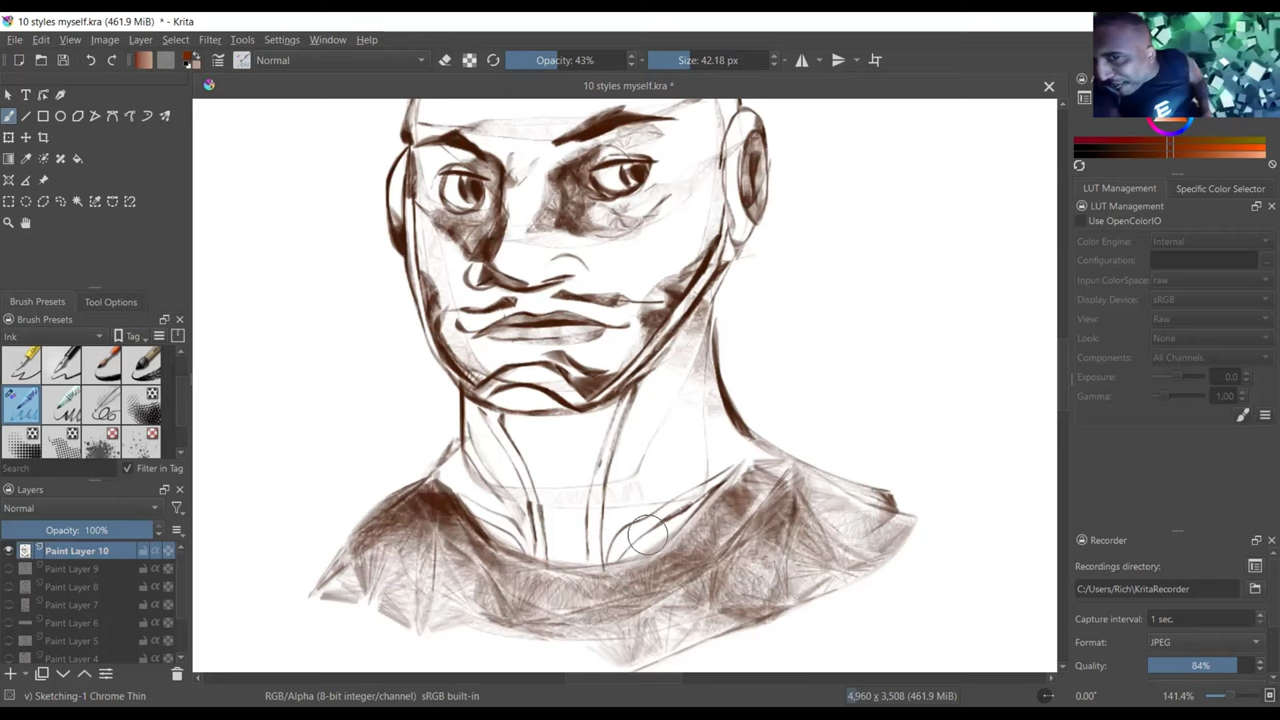 10 styles myself.kra (461.9 MiB) * - Krita
File Edit View Image Layer Select Filter Tools Settings Window Help
Normal Opacity: 43% Size: 42.18 px
10 styles myself.kra *
LUT Management Specific Color Selector
LUT Management
Use OpenColorIO
Color Engine: Internal
Configuration: ...
Input ColorSpace: raw
Display Device: sRGB
View: Raw
Look: None
Components: All Channels
Exposure: 0.0
Gamma: 1.00
Brush Presets Tool Options
Brush Presets
Ink Tag
Search Filter in Tag
Layers
Normal
Opacity: 100%
Paint Layer 10
Paint Layer 9
Paint Layer 8
Paint Layer 7
Paint Layer 6
Paint Layer 5
Paint Layer 4
Recorder
Recordings directory:
C:/Users/Rich\KritaRecorder
Capture interval: 1 sec.
Format: JPEG
Quality: 84%
v) Sketching-1 Chrome Thin RGB/Alpha (8-bit integer/channel) sRGB built-in 4,960 x 3,508 (461.9 MiB) 0.00° 141.4%